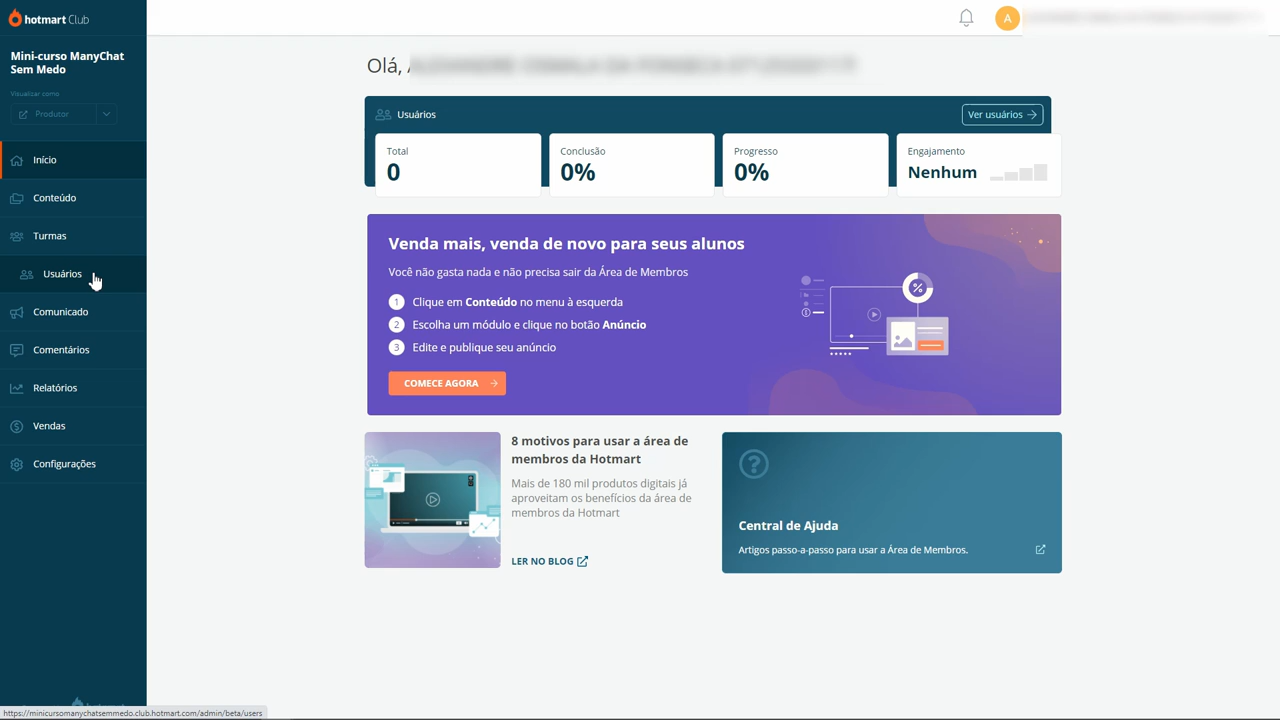 hotmart Club
Mini-curso ManyChat
Sem Medo
Visualizar como
Produtor
Início
Conteúdo
Turmas
Usuários
Comunicado
Comentários
Relatórios
Vendas
Configurações
https://minicursomanychatsemmedo.club.hotmart.com/admin/beta/users
A
Olá,
Usuários
Ver usuários
Total
0
Conclusão
0%
Progresso
0%
Engajamento
Nenhum
Venda mais, venda de novo para seus alunos
Você não gasta nada e não precisa sair da Área de Membros
1 Clique em Conteúdo no menu à esquerda
2 Escolha um módulo e clique no botão Anúncio
3 Edite e publique seu anúncio
COMECE AGORA
8 motivos para usar a área de
membros da Hotmart
Mais de 180 mil produtos digitais já
aproveitam os benefícios da área de
membros da Hotmart
LER NO BLOG
Central de Ajuda
Artigos passo-a-passo para usar a Área de Membros.